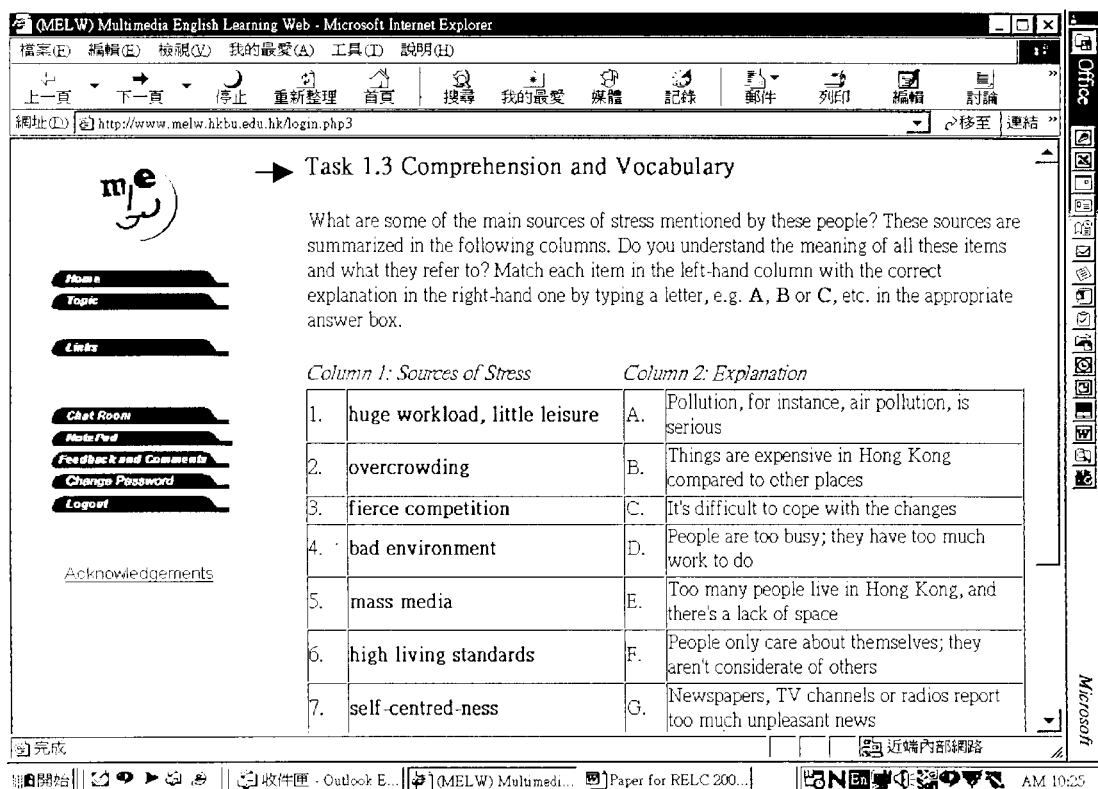 (MELW) Multimedia English Learning Web - Microsoft Internet Explorer
檔案(F) 編輯(E) 檢視(V) 我的最愛(A) 工具(T) 說明(H)
上一頁 下一頁 停止 重新整理 首頁 搜尋 我的最愛 媒體 記錄 郵件 列印 編輯 討論 »
網址(D) http://www.melw.hkbu.edu.hk/login.php3 移至 連結 »
Office
me
Home
Topic
Links
Chat Room
NotePad
Feedback and Comments
Change Password
Logout
Acknowledgements
Task 1.3 Comprehension and Vocabulary
What are some of the main sources of stress mentioned by these people? These sources are
summarized in the following columns. Do you understand the meaning of all these items
and what they refer to? Match each item in the left-hand column with the correct
explanation in the right-hand one by typing a letter, e.g. A, B or C, etc. in the appropriate
answer box.
Column 1: Sources of Stress Column 2: Explanation
1. huge workload, little leisure A. Pollution, for instance, air pollution, is
serious
2. overcrowding B. Things are expensive in Hong Kong
compared to other places
3. fierce competition C. It's difficult to cope with the changes
4. bad environment D. People are too busy; they have too much
work to do
5. mass media E. Too many people live in Hong Kong, and
there's a lack of space
6. high living standards F. People only care about themselves; they
aren't considerate of others
7. self-centred-ness G. Newspapers, TV channels or radios report
too much unpleasant news
Microsoft
完成 近端內部網路
開始 收件匣 - Outlook E... (MELW) Multimedi... Paper for RELC 200... En AM 10:25